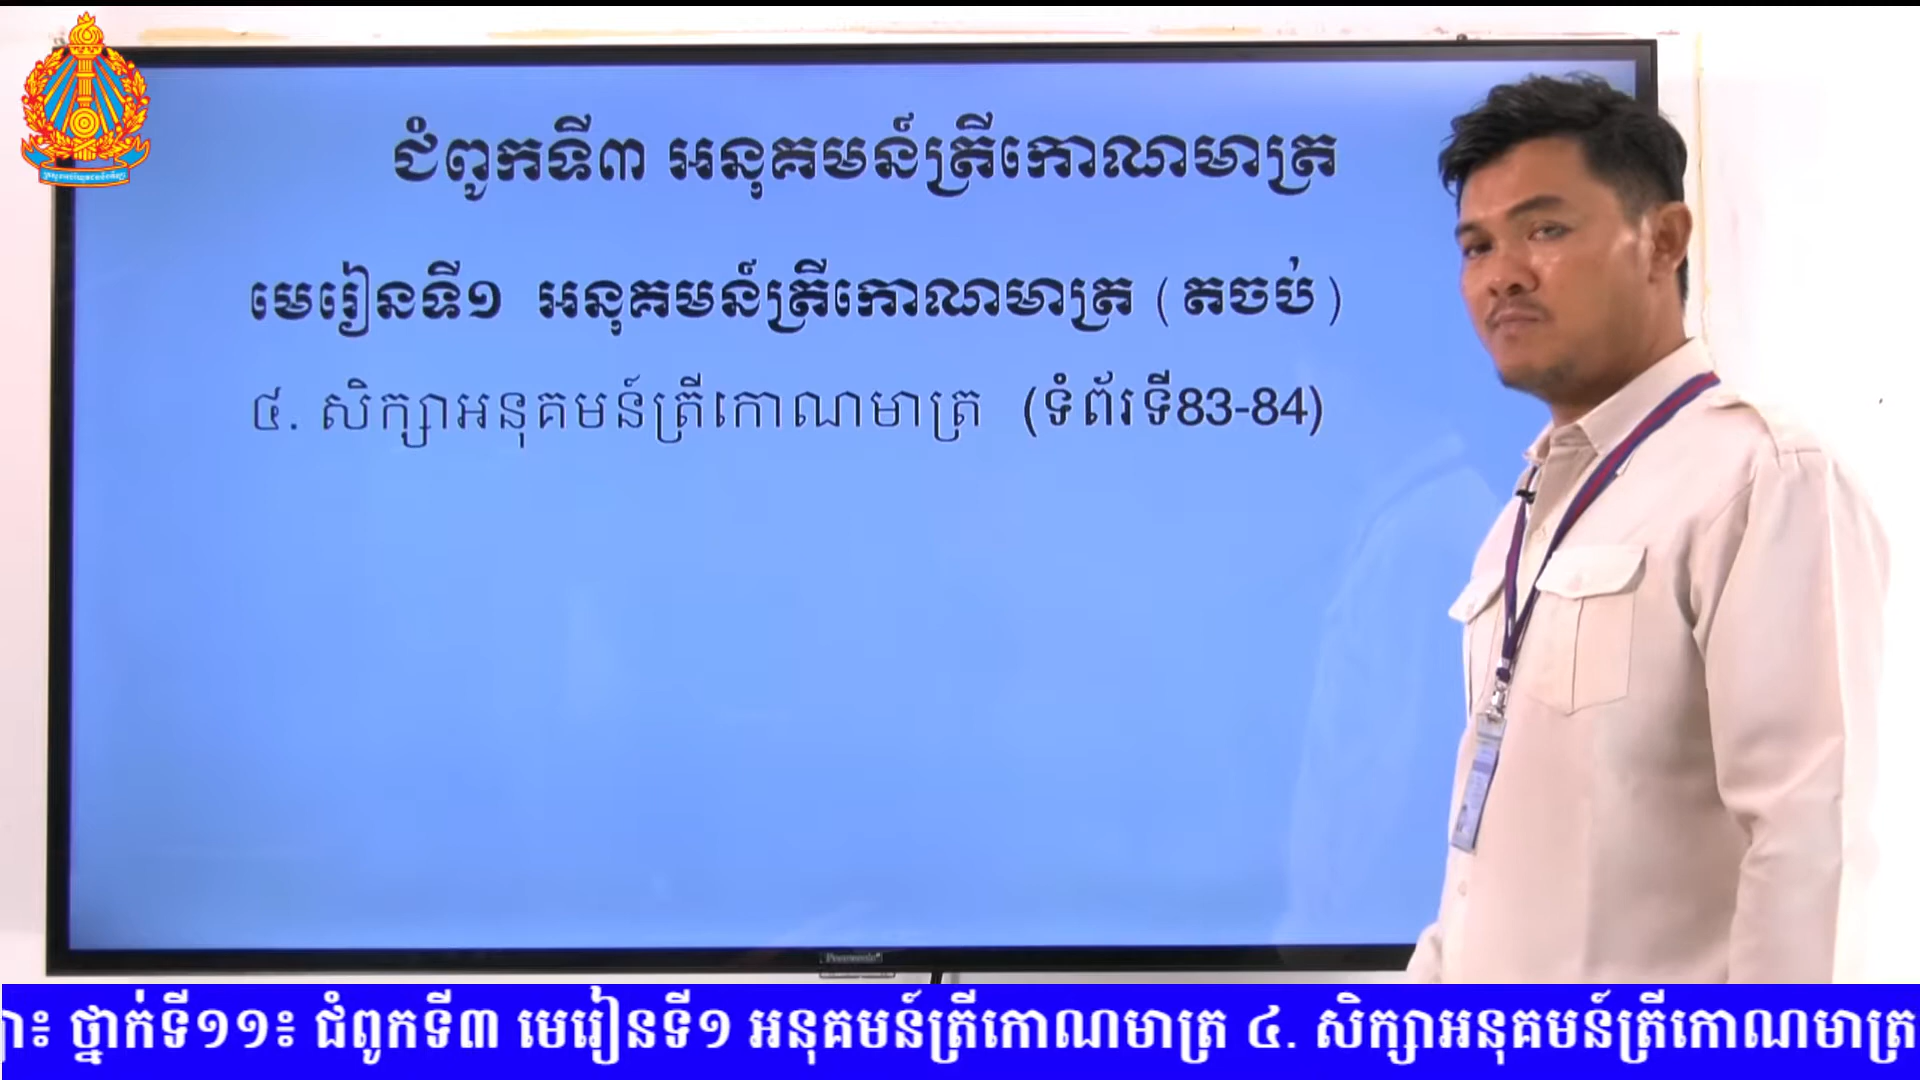 ជំពូកទី៣ អនុគមន៍ត្រីកោណមាត្រ
មេរៀនទី១ អនុគមន៍ត្រីកោណមាត្រ (តចប់)
៤. សិក្សាអនុគមន៍ត្រីកោណមាត្រ (ទំព័រទី83-84)
Panasonic
ថ្នាក់ទី១១៖ ជំពូកទី៣ មេរៀនទី១ អនុគមន៍ត្រីកោណមាត្រ ៤. សិក្សាអនុគមន៍ត្រីកោណមាត្រ